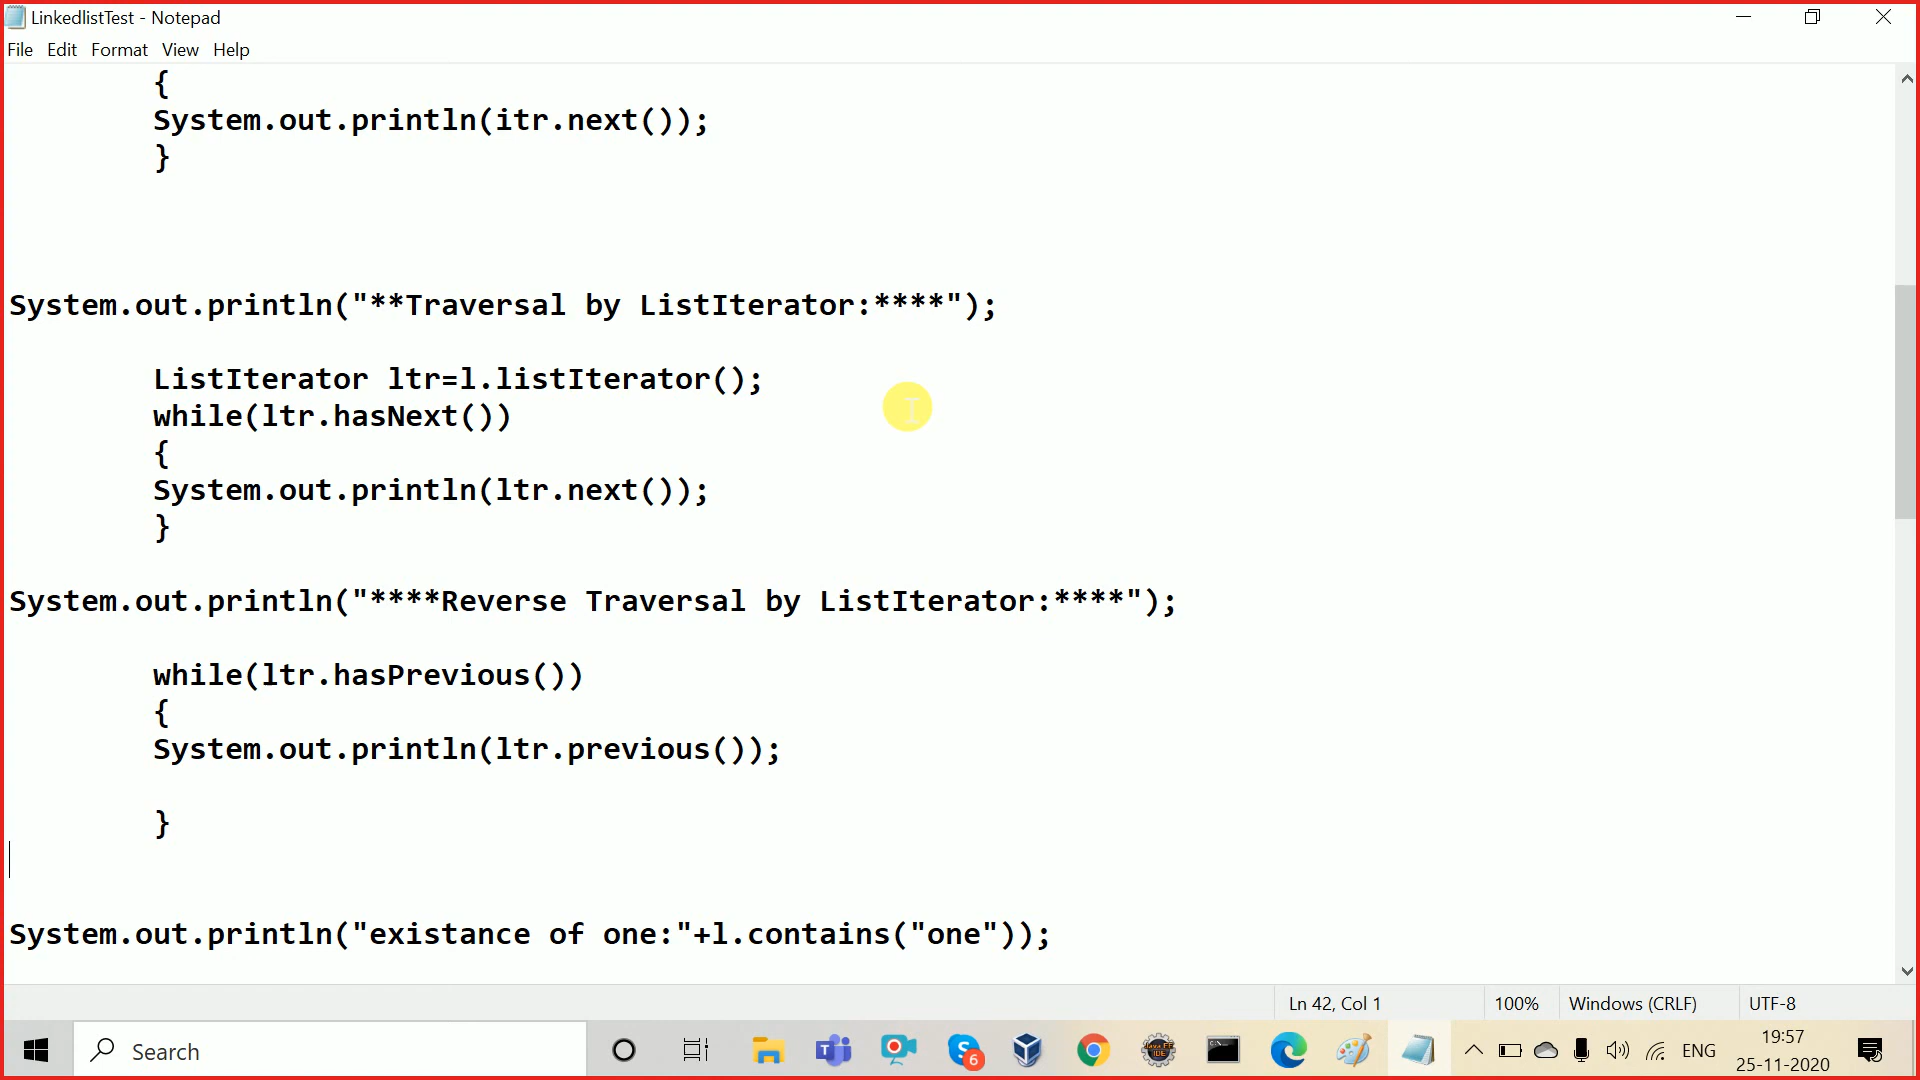 LinkedlistTest - Notepad
File Edit Format View Help
{
System.out.println(itr.next());
}
System.out.println("**Traversal by ListIterator:****");
ListIterator ltr=l.listIterator();
while(ltr.hasNext())
{
System.out.println(ltr.next());
}
System.out.println("****Reverse Traversal by ListIterator:****");
while(ltr.hasPrevious())
{
System.out.println(ltr.previous());
}
System.out.println("existance of one:"+l.contains("one"));
Ln 42, Col 1 100% Windows (CRLF) UTF-8
Search 6 ENG 19:57
25-11-2020